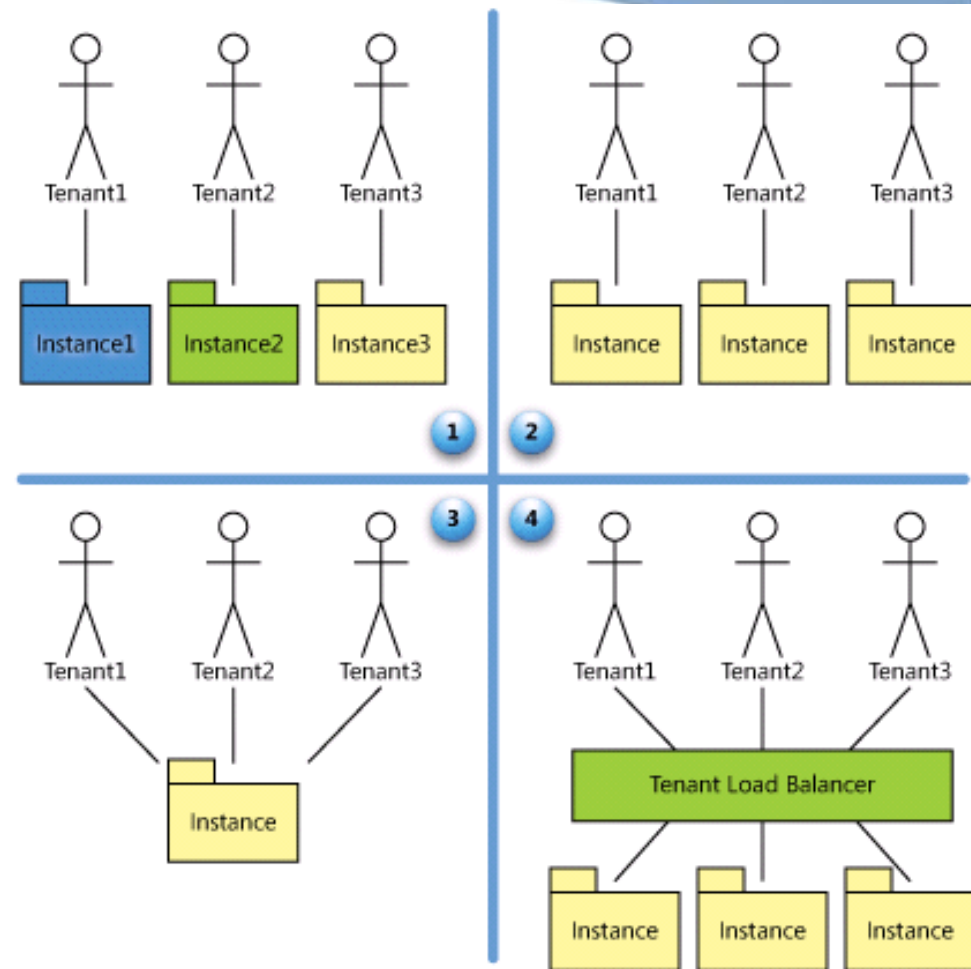 Tenant1 Tenant2 Tenant3
Instance1 Instance2 Instance3
1
Tenant1 Tenant2 Tenant3
Instance Instance Instance
2
3
Tenant1 Tenant2 Tenant3
Instance
4
Tenant1 Tenant2 Tenant3
Tenant Load Balancer
Instance Instance Instance